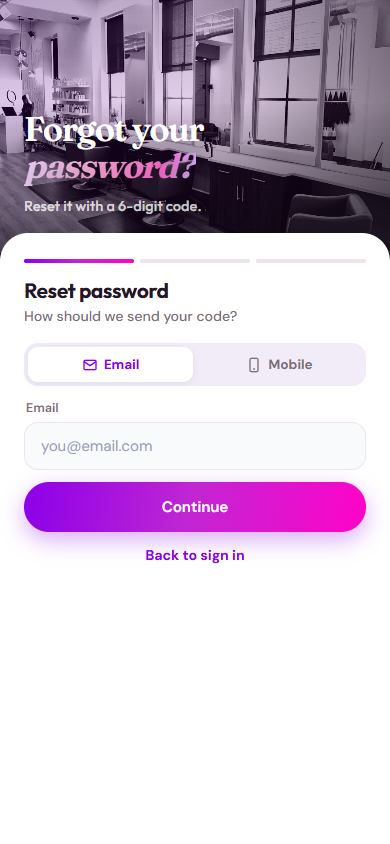 Forgot your
password?
Reset it with a 6-digit code.
Reset password
How should we send your code?
Email
Mobile
Email
you@email.com
Continue
Back to sign in